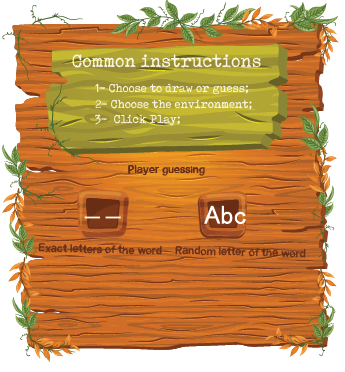 Common instructions
1- Choose to draw or guess;
2- Choose the environment;
3- Click Play;
Player guessing
_ _ Abc
Exact letters of the word Random letter of the word